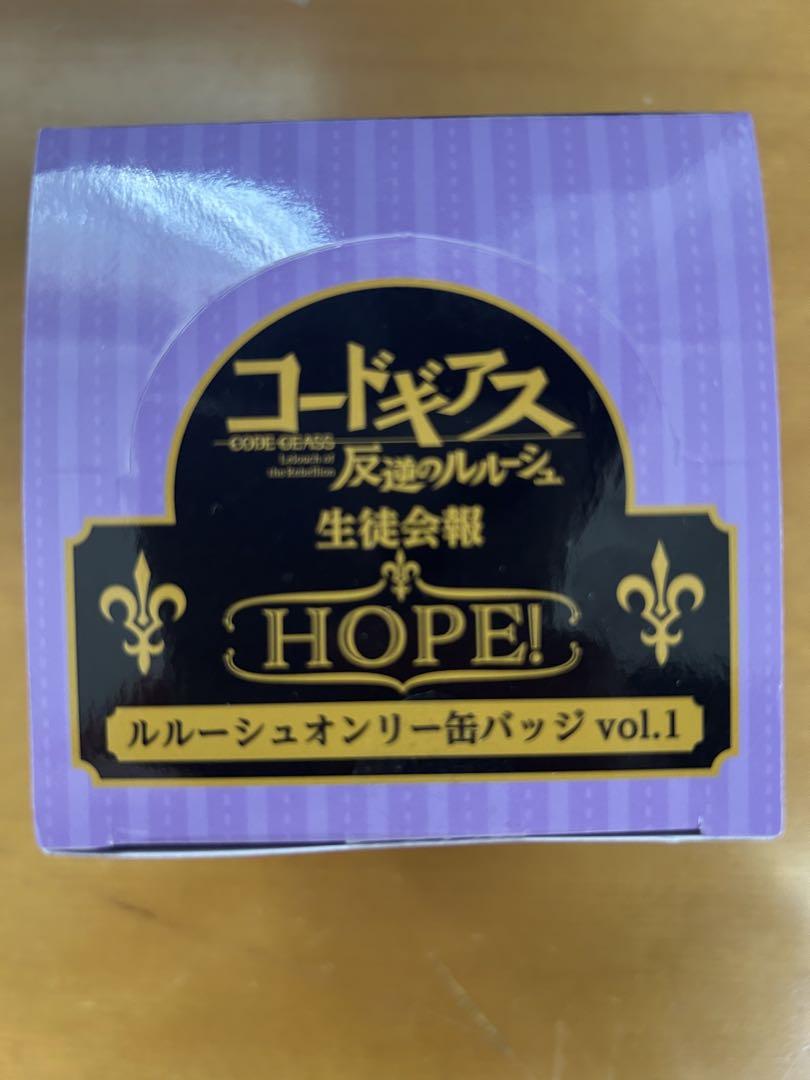 コードギアス
CODE GEASS
Lelouch of
the Rebellion
反逆のルルーシュ
生徒会報
HOPE!
ルルーシュオンリー缶バッジ vol.1